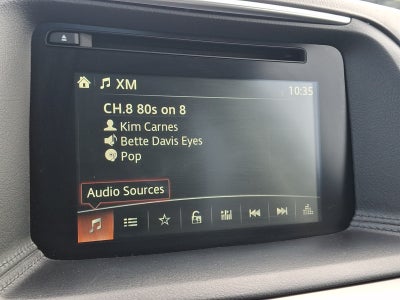 XM 10:35
CH.8 80s on 8
Kim Carnes
Bette Davis Eyes
Pop
Audio Sources